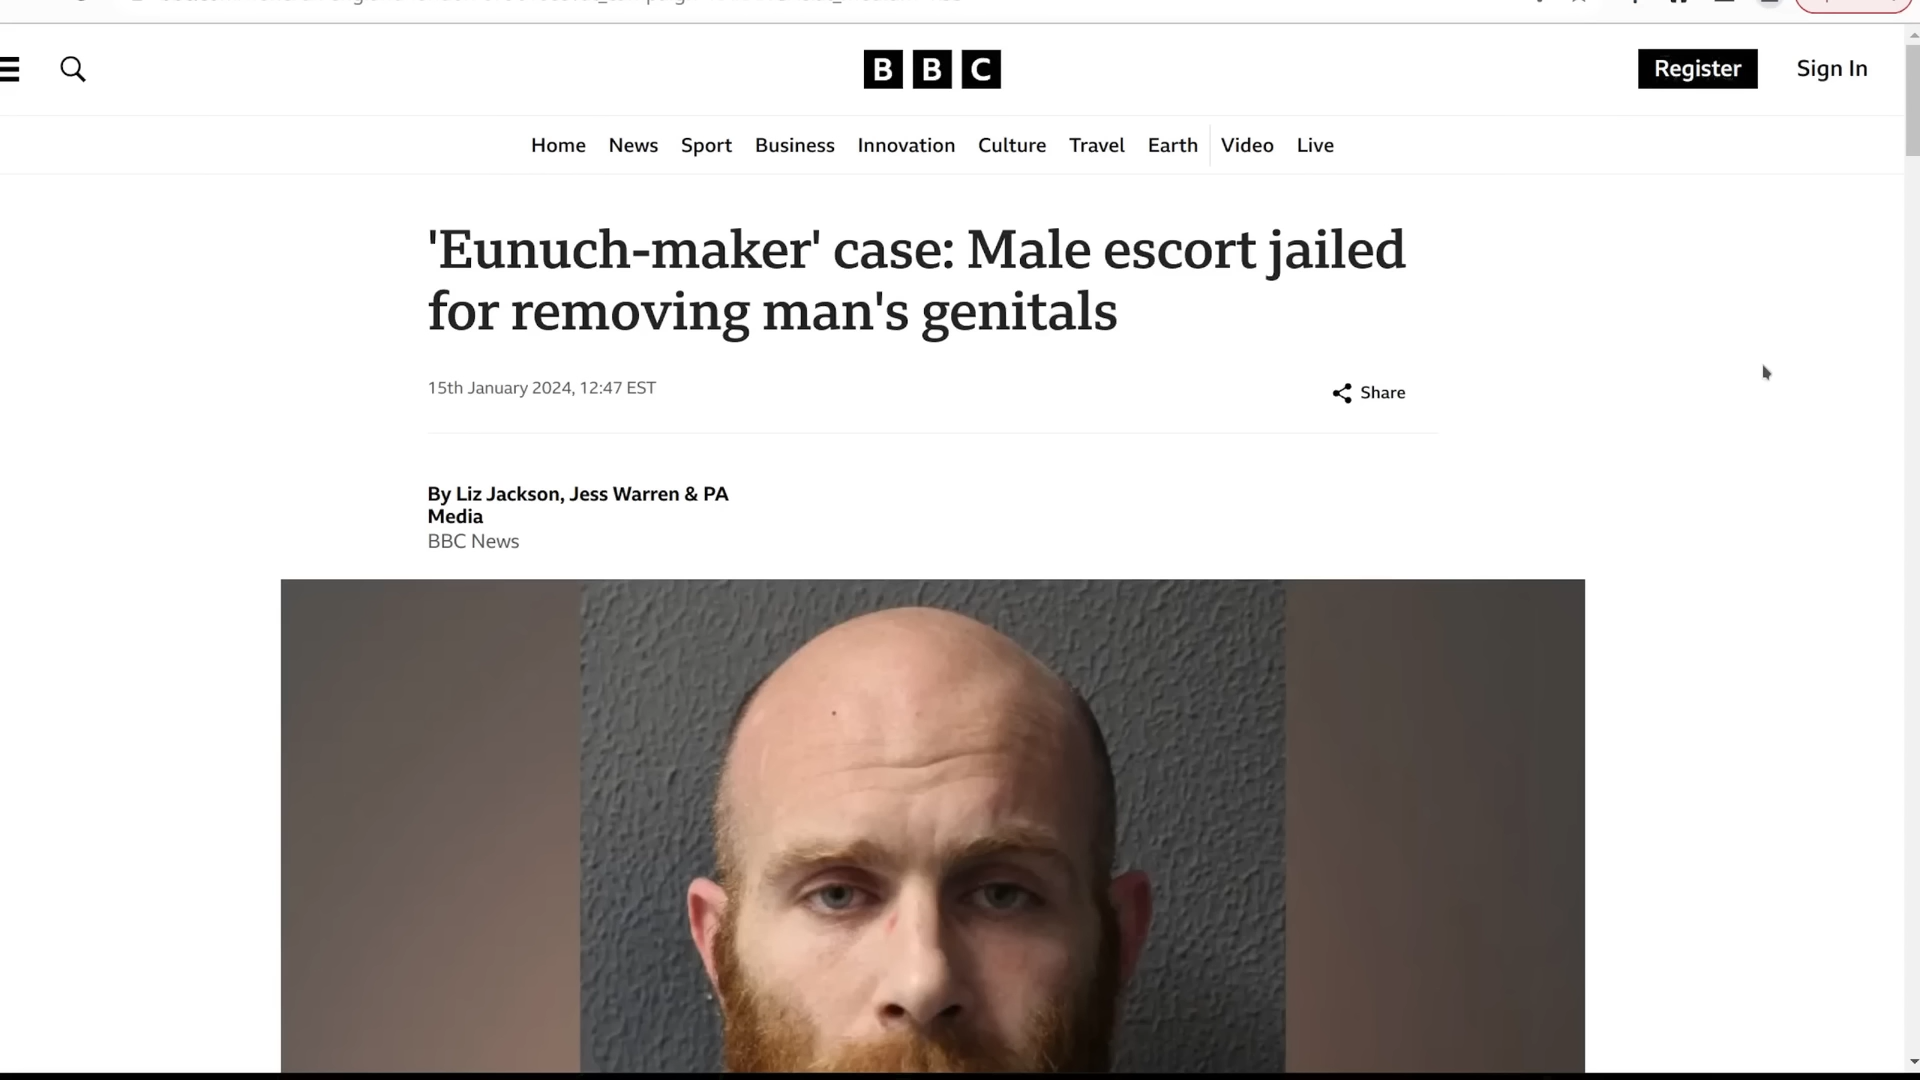 BBC
Register
Sign In
Home News Sport Business Innovation Culture Travel Earth Video Live
'Eunuch-maker' case: Male escort jailed
for removing man's genitals
15th January 2024, 12:47 EST
Share
By Liz Jackson, Jess Warren & PA
Media
BBC News